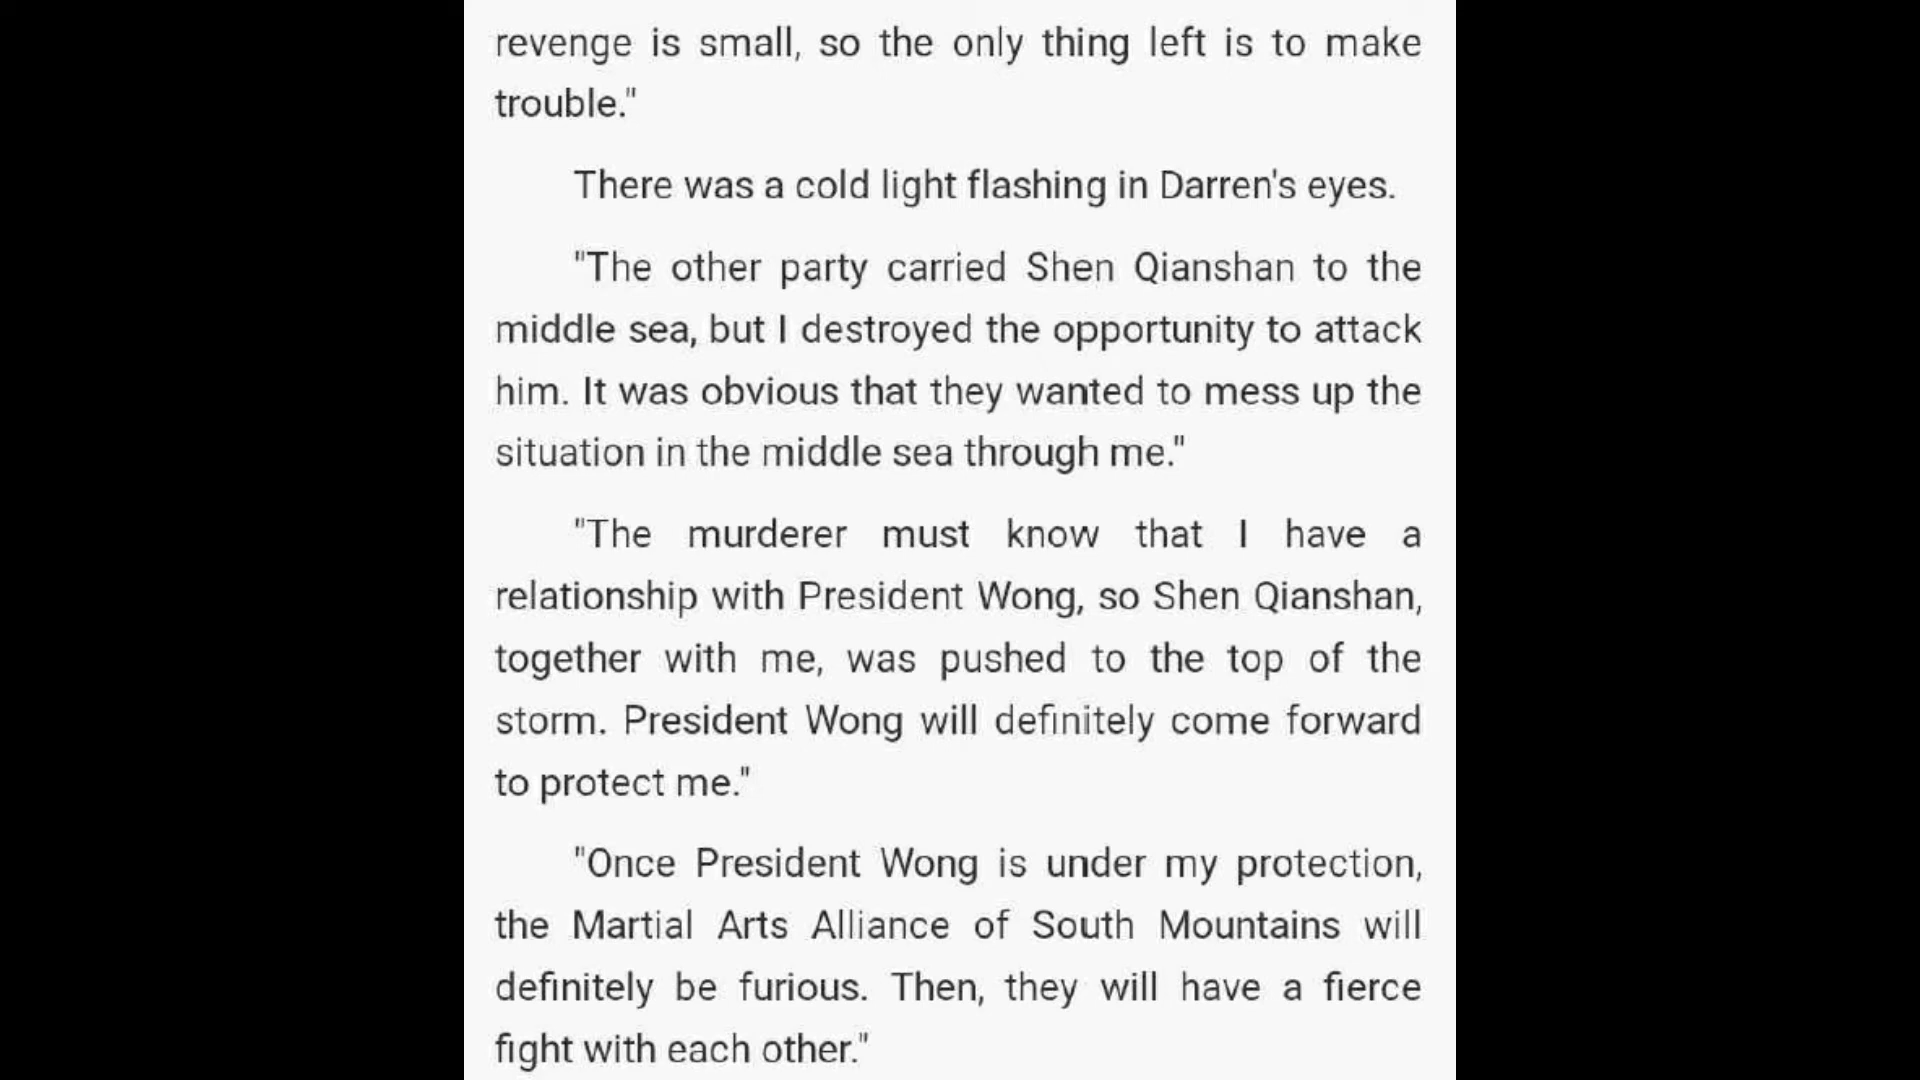 revenge is small, so the only thing left is to make
trouble."
There was a cold light flashing in Darren's eyes.
"The other party carried Shen Qianshan to the
middle sea, but I destroyed the opportunity to attack
him. It was obvious that they wanted to mess up the
situation in the middle sea through me."
"The murderer must know that I have a
relationship with President Wong, so Shen Qianshan,
together with me, was pushed to the top of the
storm. President Wong will definitely come forward
to protect me."
"Once President Wong is under my protection,
the Martial Arts Alliance of South Mountains will
definitely be furious. Then, they will have a fierce
fight with each other."